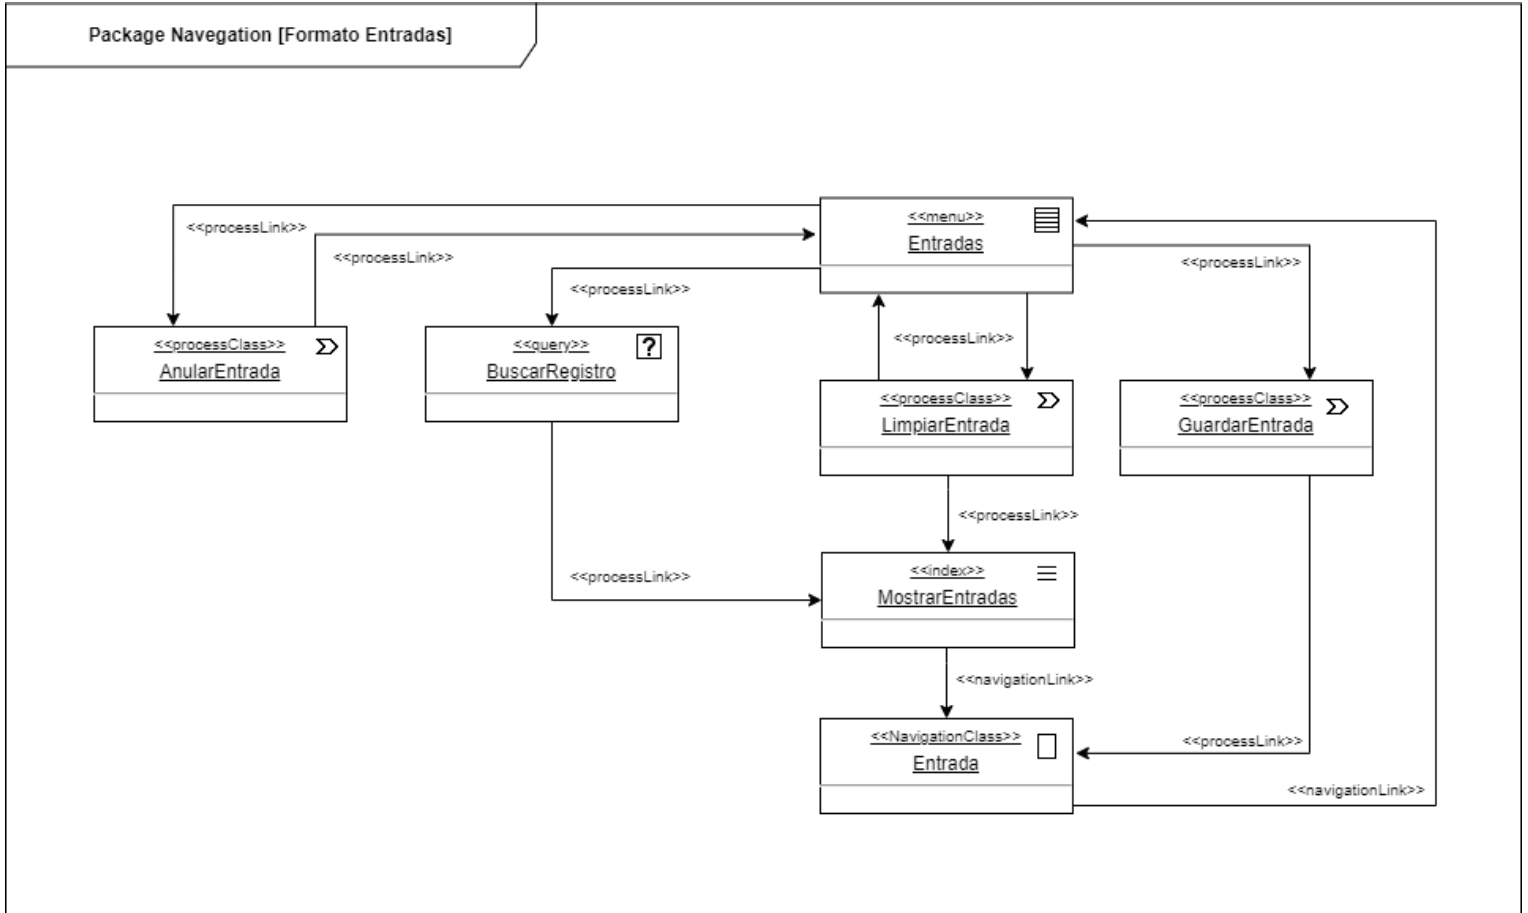 Package Navegation [Formato Entradas]
<<menu>>
Entradas
<<processLink>>
<<processLink>>
<<processLink>>
<<processLink>>
<<processClass>>
AnularEntrada
<<query>>
BuscarRegistro
?
<<processLink>>
<<processClass>>
LimpiarEntrada
<<processClass>>
GuardarEntrada
<<processLink>>
<<index>>
MostrarEntradas
<<processLink>>
<<navigationLink>>
<<NavigationClass>>
Entrada
<<processLink>>
<<navigationLink>>